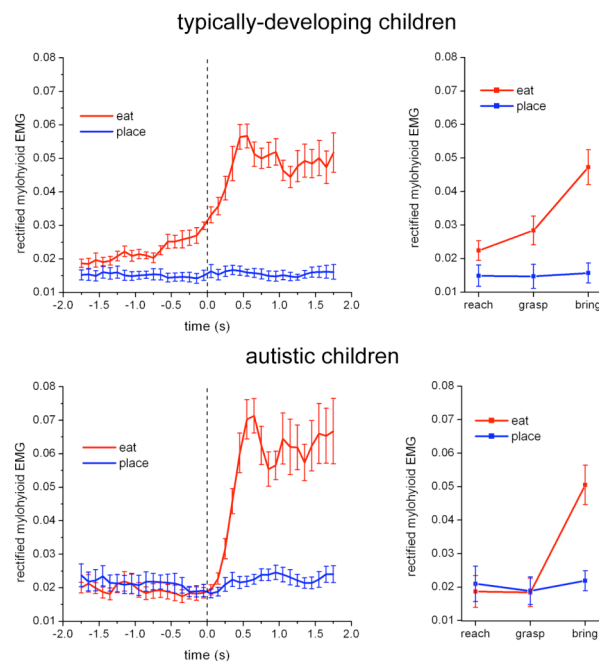 typically-developing children
rectified mylohyioid EMG
0.08
0.07
0.06
0.05
0.04
0.03
0.02
0.01
eat
place
-2.0 -1.5 -1.0 -0.5 0.0 0.5 1.0 1.5 2.0
time (s)
rectified mylohyioid EMG
0.08
0.07
0.06
0.05
0.04
0.03
0.02
0.01
eat
place
reach grasp bring
autistic children
rectified mylohyioid EMG
0.08
0.07
0.06
0.05
0.04
0.03
0.02
0.01
eat
place
-2.0 -1.5 -1.0 -0.5 0.0 0.5 1.0 1.5 2.0
time (s)
rectified mylohyioid EMG
0.08
0.07
0.06
0.05
0.04
0.03
0.02
0.01
eat
place
reach grasp bring